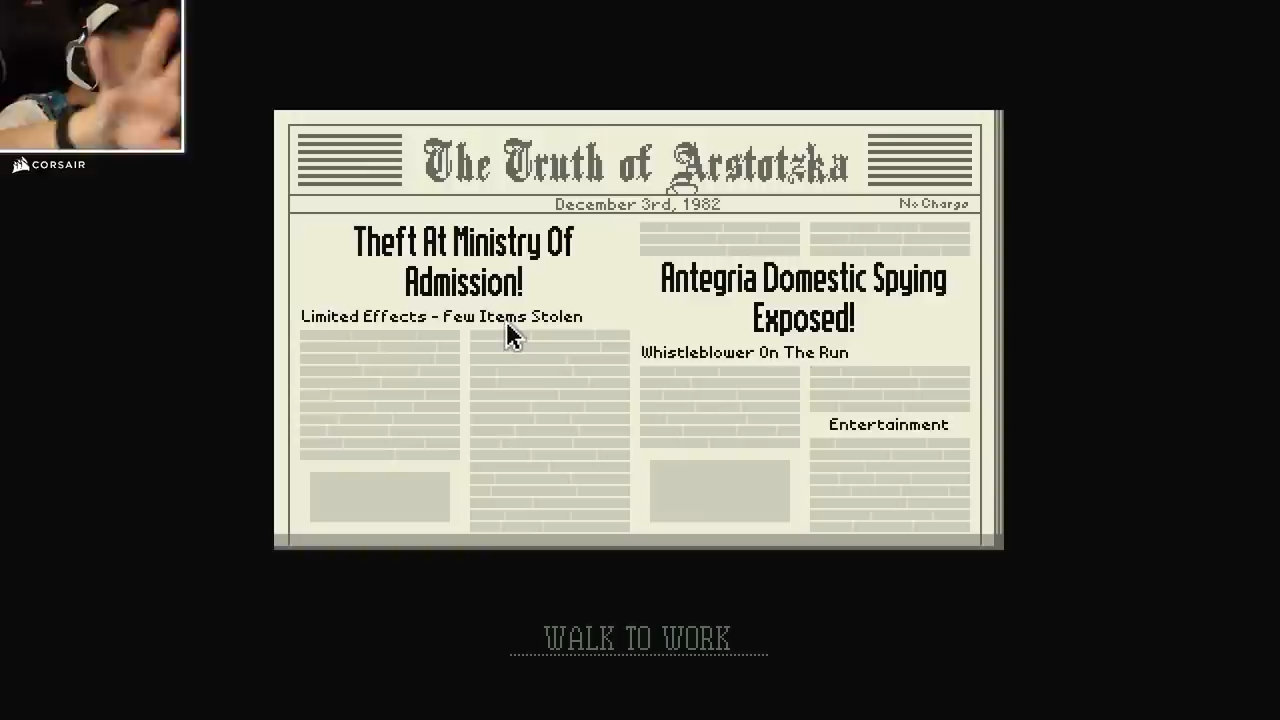 CORSAIR
The Truth of Arstotzka
December 3rd, 1982
No Charge
Theft At Ministry Of
Admission!
Limited Effects - Few Items Stolen
Antegria Domestic Spying
Exposed!
Whistleblower On The Run
Entertainment
WALK TO WORK